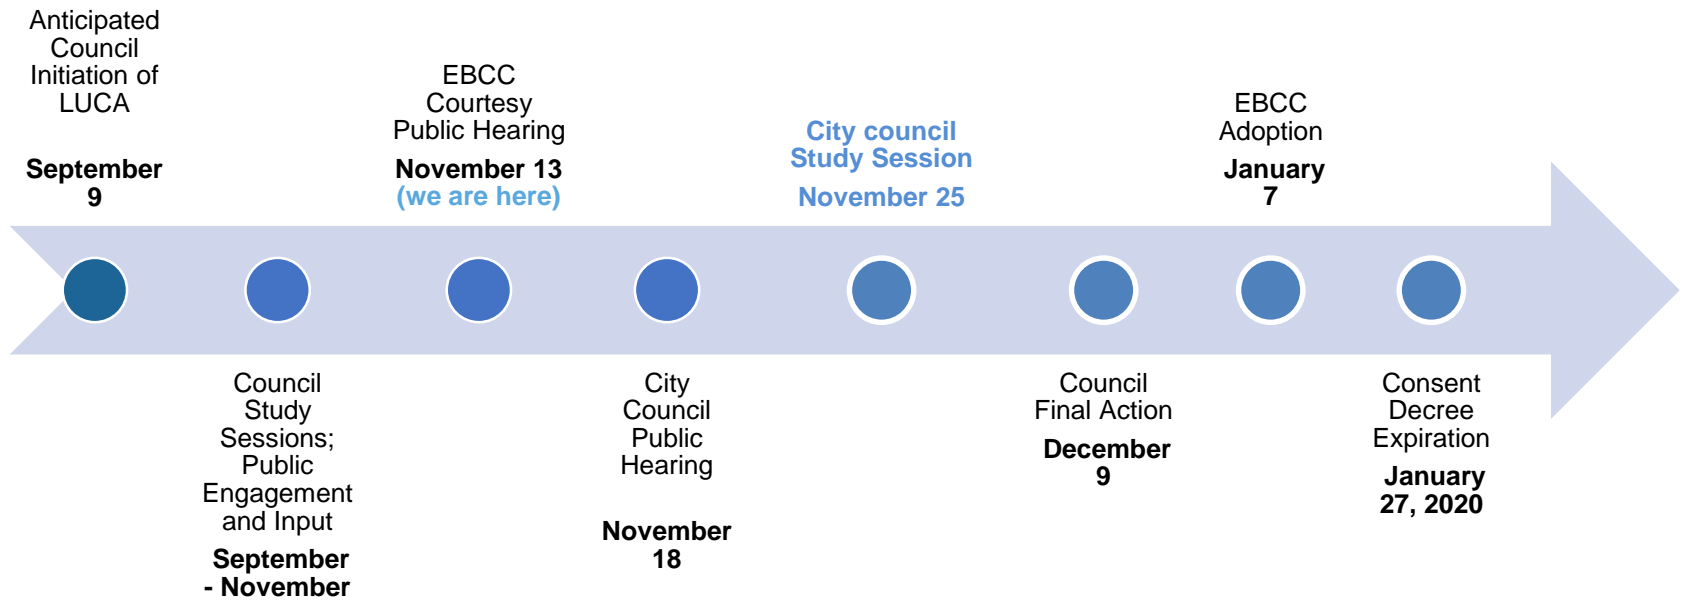 Anticipated
Council
Initiation of
LUCA
September
9
Council
Study
Sessions;
Public
Engagement
and Input
September
- November
EBCC
Courtesy
Public Hearing
November 13
(we are here)
City
Council
Public
Hearing
November
18
City council
Study Session
November 25
Council
Final Action
December
9
EBCC
Adoption
January
7
Consent
Decree
Expiration
January
27, 2020